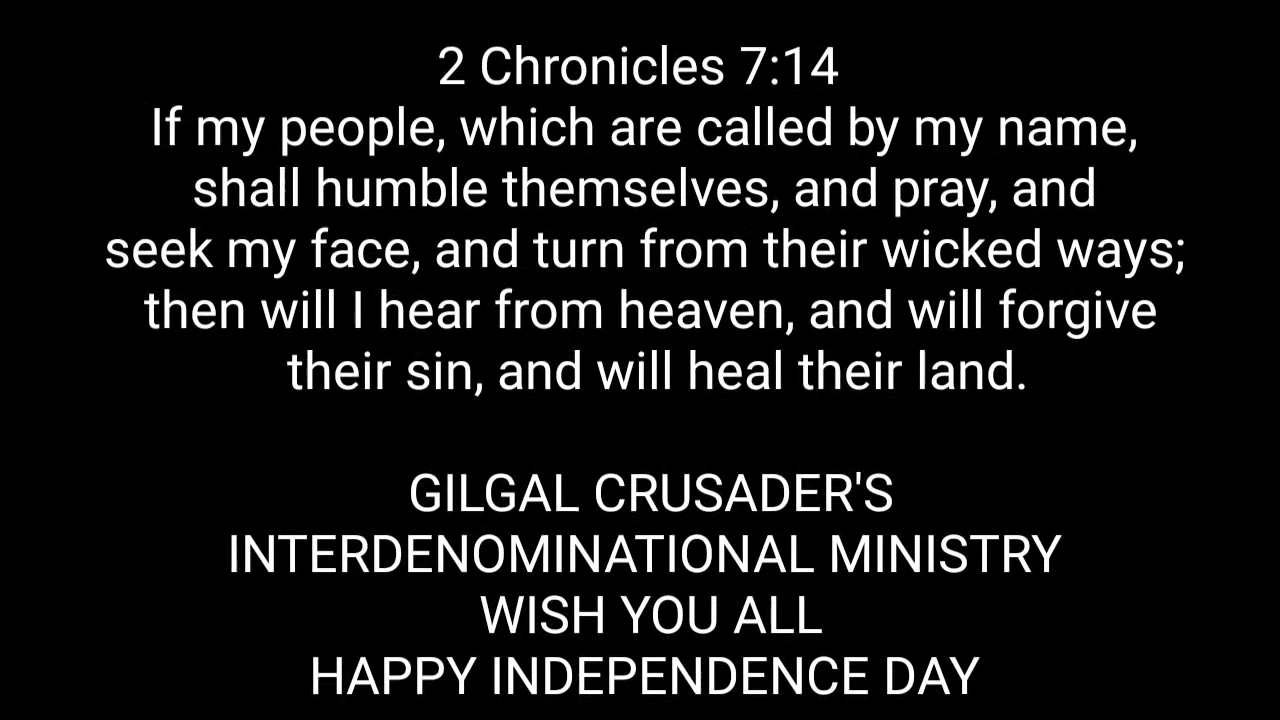 2 Chronicles 7:14
If my people, which are called by my name,
shall humble themselves, and pray, and
seek my face, and turn from their wicked ways;
then will I hear from heaven, and will forgive
their sin, and will heal their land.
GILGAL CRUSADER'S
INTERDENOMINATIONAL MINISTRY
WISH YOU ALL
HAPPY INDEPENDENCE DAY